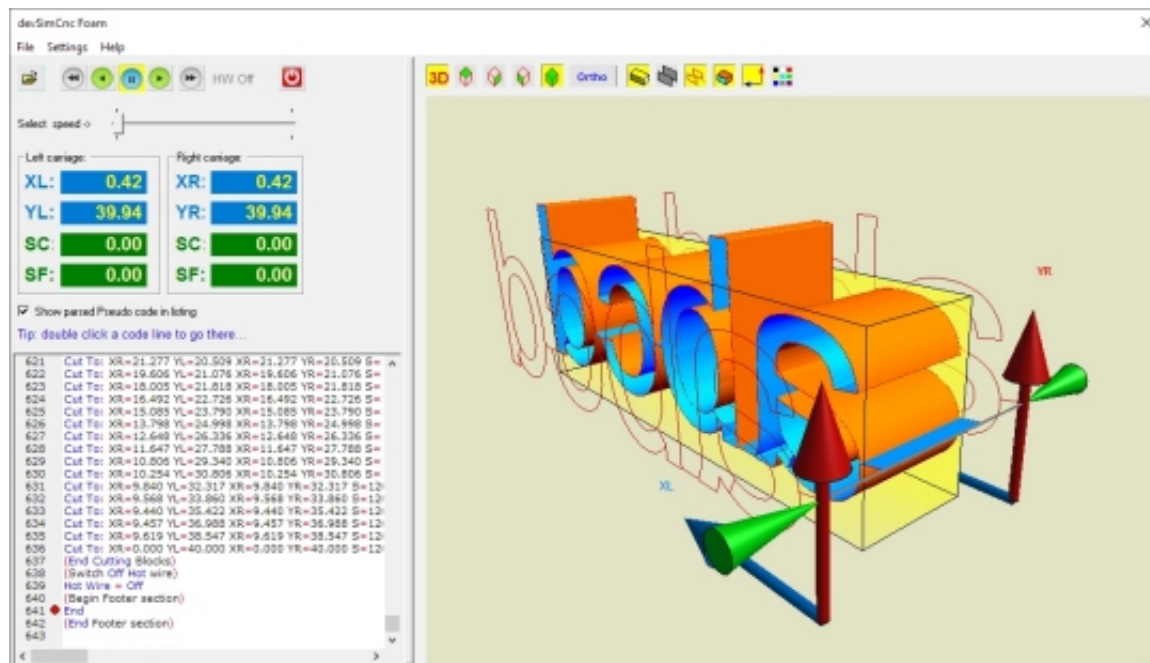 devSimCnc Foam
File Settings Help
HW Off
3D
Ortho
Select speed ->
Left carriage:
Right carriage:
XL: 0.42
XR: 0.42
YL: 39.94
YR: 39.94
SC: 0.00
SC: 0.00
SF: 0.00
SF: 0.00
Show parsed Pseudo code in listing
Tip: double click a code line to go there...
621 Cut To: XR=21.277 YL=20.509 XR=21.277 YR=20.509 S=
622 Cut To: XR=19.606 YL=21.076 XR=19.606 YR=21.076 S=
623 Cut To: XR=18.005 YL=21.818 XR=18.005 YR=21.818 S=
624 Cut To: XR=16.492 YL=22.726 XR=16.492 YR=22.726 S=
625 Cut To: XR=15.085 YL=23.790 XR=15.085 YR=23.790 S=
626 Cut To: XR=13.798 YL=24.998 XR=13.798 YR=24.998 S=
627 Cut To: XR=12.648 YL=26.336 XR=12.648 YR=26.336 S=
628 Cut To: XR=11.647 YL=27.788 XR=11.647 YR=27.788 S=
629 Cut To: XR=10.806 YL=29.340 XR=10.806 YR=29.340 S=
630 Cut To: XR=10.254 YL=30.806 XR=10.254 YR=30.806 S=
631 Cut To: XR=9.840 YL=32.317 XR=9.840 YR=32.317 S=120
632 Cut To: XR=9.568 YL=33.860 XR=9.568 YR=33.860 S=120
633 Cut To: XR=9.440 YL=35.422 XR=9.440 YR=35.422 S=120
634 Cut To: XR=9.457 YL=36.988 XR=9.457 YR=36.988 S=120
635 Cut To: XR=9.619 YL=38.547 XR=9.619 YR=38.547 S=120
636 Cut To: XR=0.000 YL=40.000 XR=0.000 YR=40.000 S=120
637 (End Cutting Blocks)
638 (Switch Off Hot wire)
639 Hot Wire = Off
640 (Begin Footer section)
641 End
642 (End Footer section)
643
YR
XL